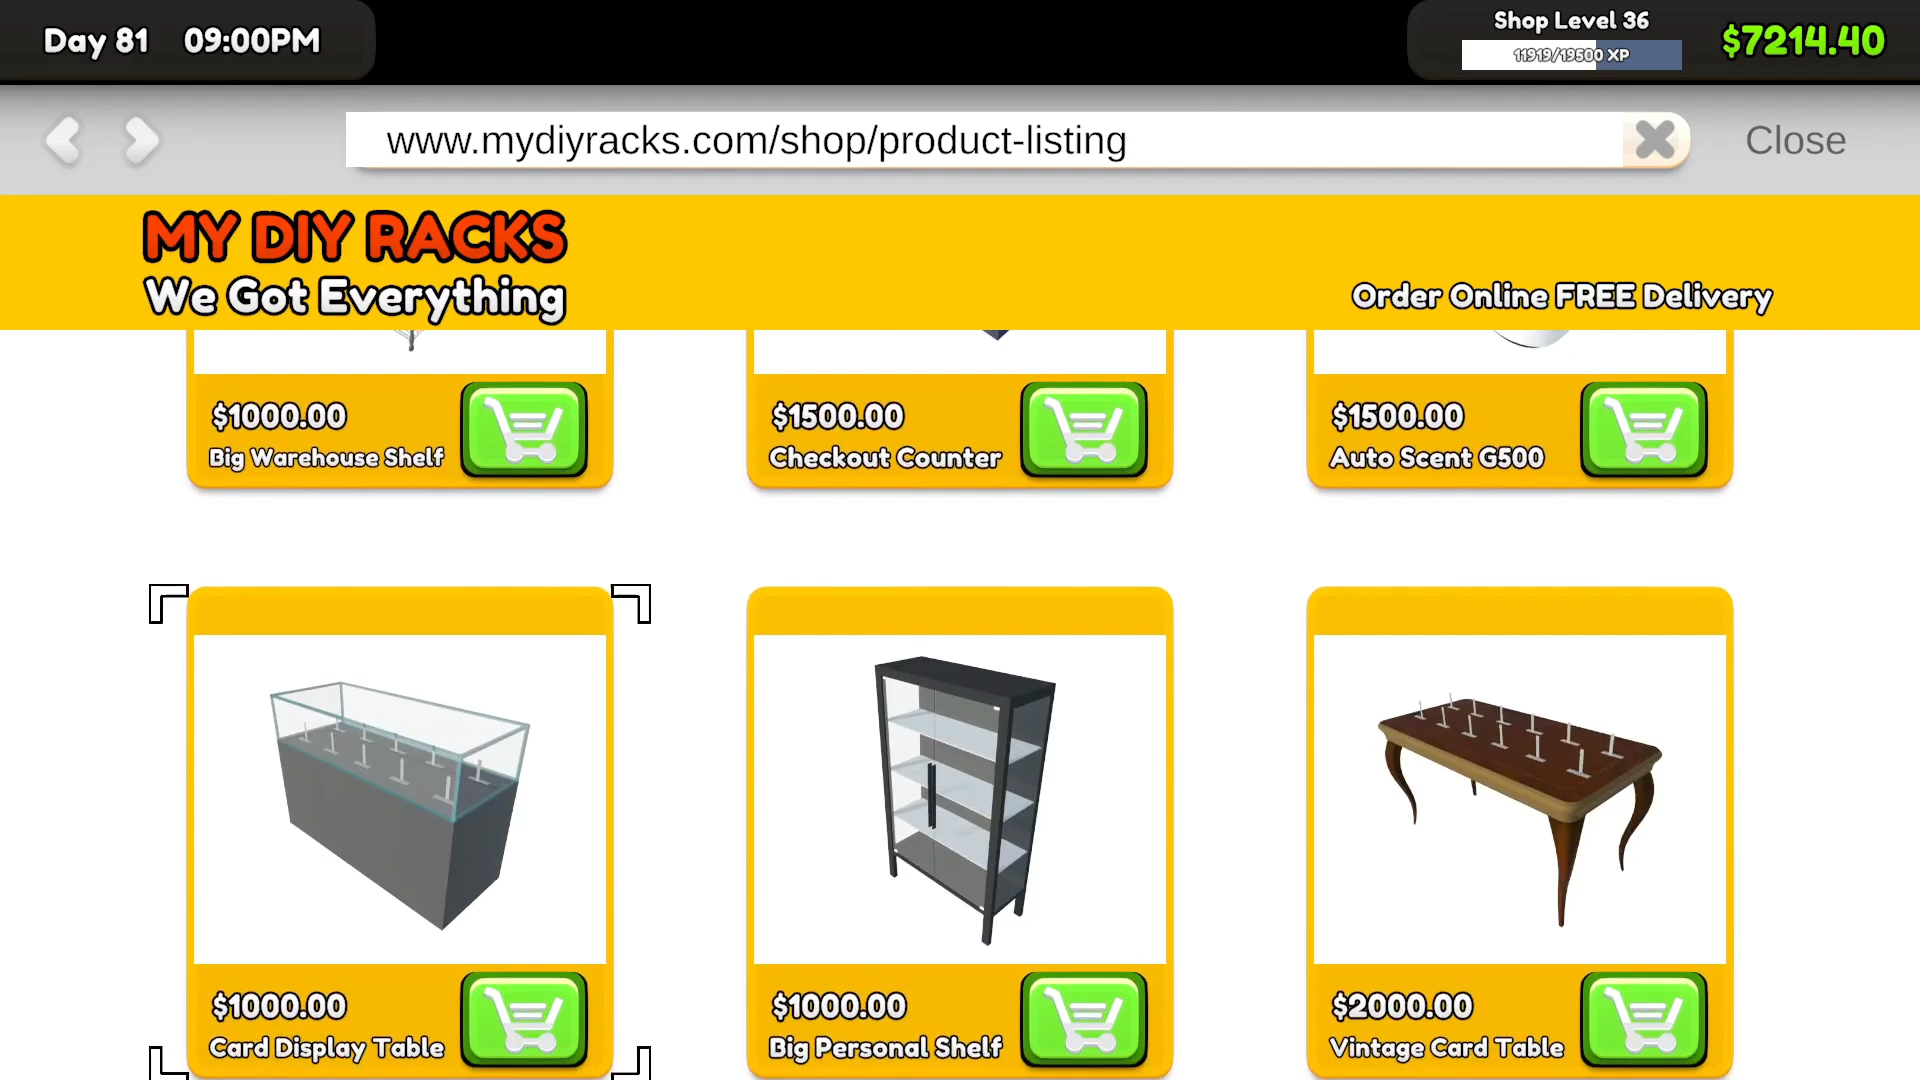 Day 81 09:00PM
Shop Level 36
11919/19500 XP
$7214.40
www.mydiyracks.com/shop/product-listing
Close
MY DIY RACKS
We Got Everything
Order Online FREE Delivery
$1000.00
Big Warehouse Shelf
$1500.00
Checkout Counter
$1500.00
Auto Scent G500
$1000.00
Card Display Table
$1000.00
Big Personal Shelf
$2000.00
Vintage Card Table